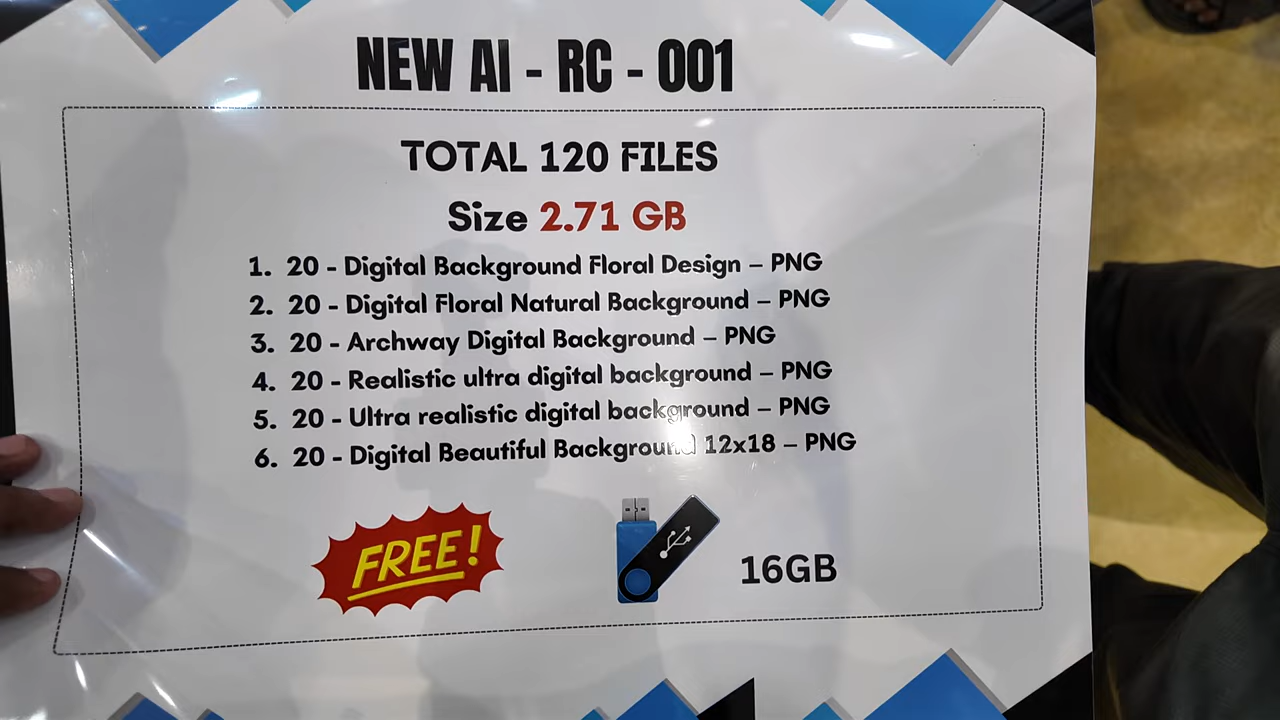 NEW AI - RC - 001
TOTAL 120 FILES
Size 2.71 GB
1. 20 - Digital Background Floral Design – PNG
2. 20 - Digital Floral Natural Background – PNG
3. 20 - Archway Digital Background – PNG
4. 20 - Realistic ultra digital background – PNG
5. 20 - Ultra realistic digital background – PNG
6. 20 - Digital Beautiful Background 12x18 – PNG
FREE!
16GB